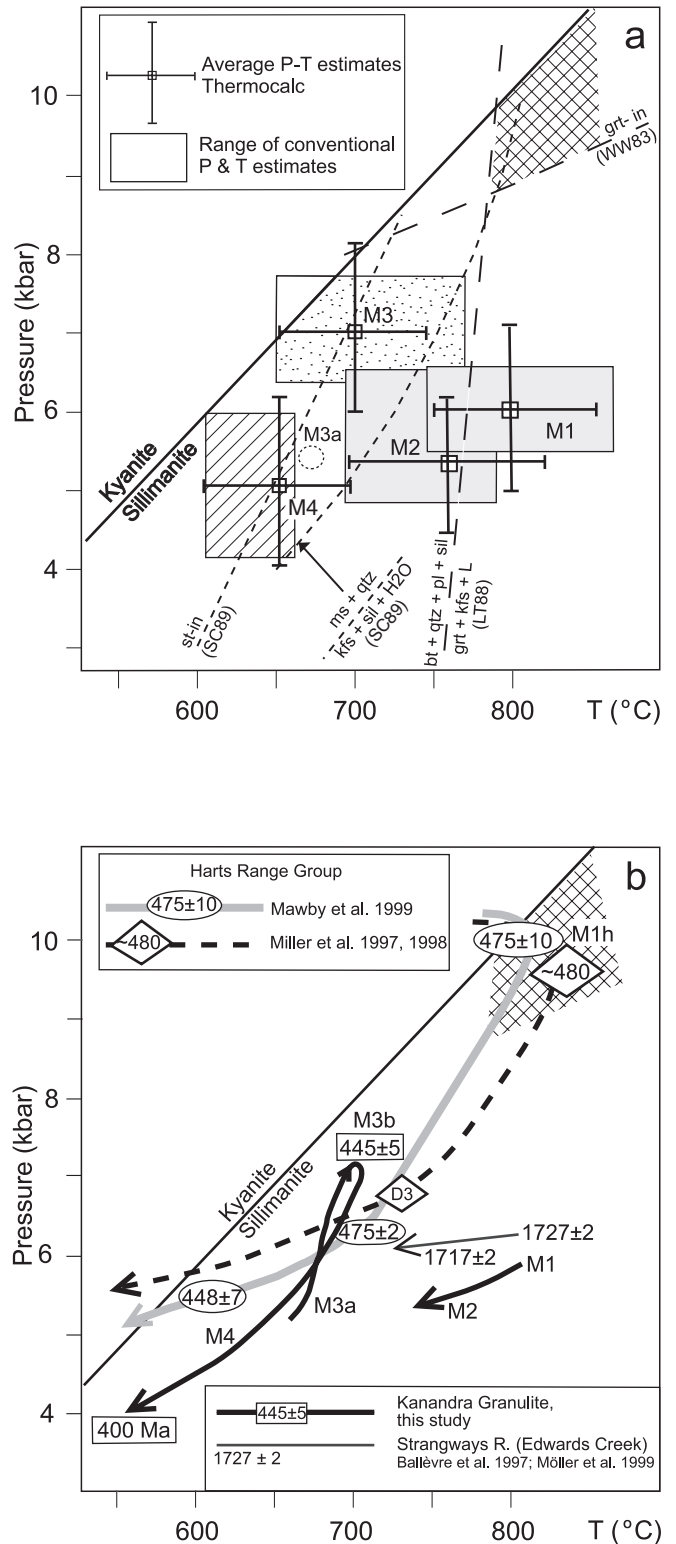 a
Average P-T estimates
Thermocalc
Range of conventional
P & T estimates
10
8
6
4
Pressure (kbar)
grt- in
(WW83)
M3
M3a
M2
M1
M4
Kyanite
Sillimanite
st-in
(SC89)
ms + qtz
kfs + sil + H2O
(SC89)
bt + qtz + pl + sil
grt + kfs + L
(LT88)
600
700
800
T (°C)
b
Harts Range Group
475±10
Mawby et al. 1999
~480
Miller et al. 1997, 1998
10
8
6
4
Pressure (kbar)
475±10
M1h
~480
M3b
445±5
Kyanite
Sillimanite
D3
475±2
1727±2
1717±2
M1
M2
448±7
M3a
M4
400 Ma
445±5
Kanandra Granulite,
this study
Strangways R. (Edwards Creek)
1727 ± 2
Ballèvre et al. 1997; Möller et al. 1999
600
700
800
T (°C)